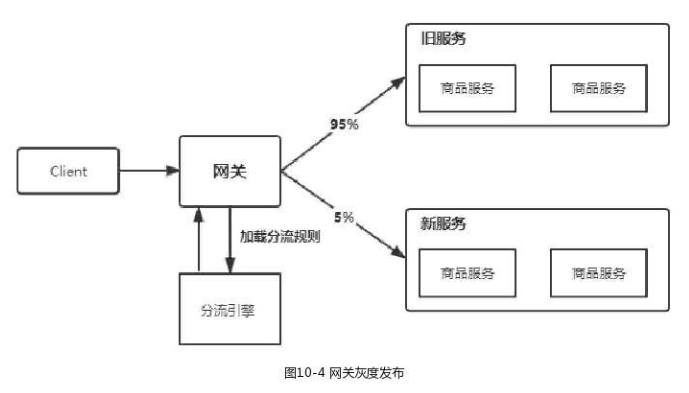 旧服务
商品服务 商品服务
95%
Client
网关
5%
加载分流规则
新服务
商品服务 商品服务
分流引擎
图10-4 网关灰度发布